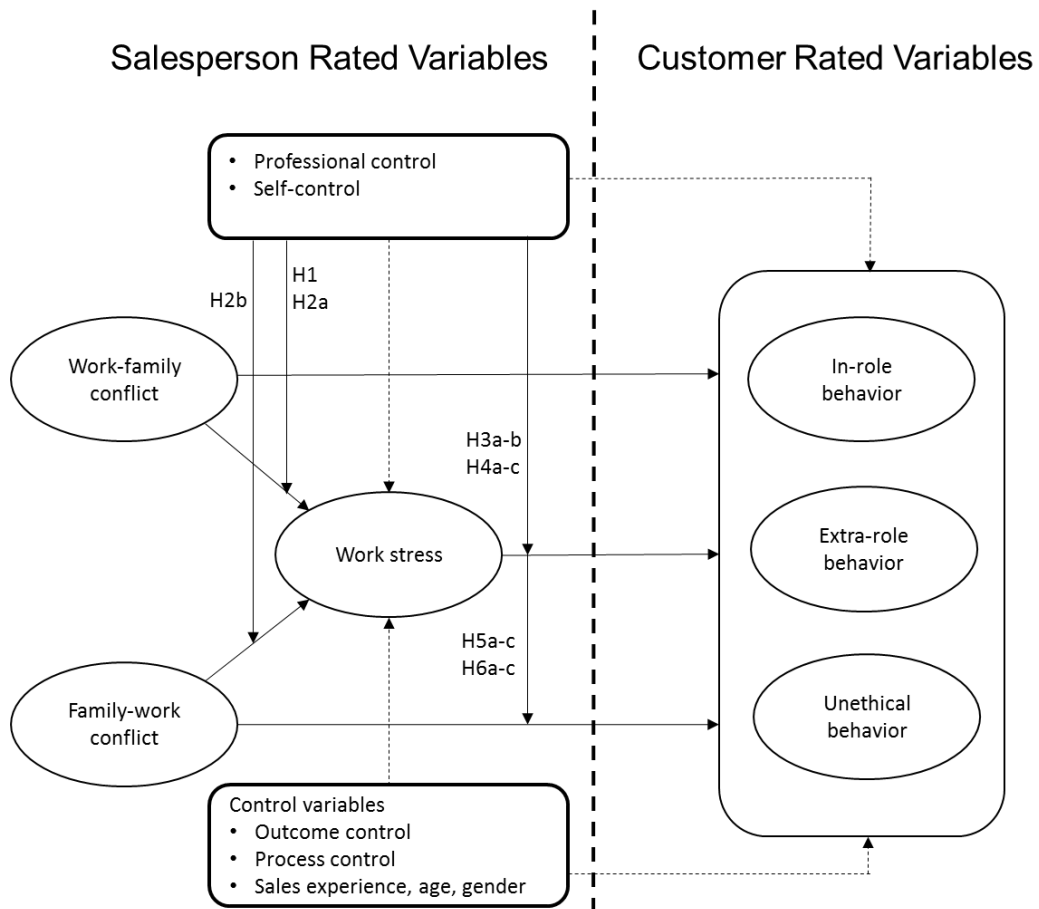 Salesperson Rated Variables
Customer Rated Variables
• Professional control
• Self-control
H1
H2b
H2a
Work-family
conflict
In-role
behavior
H3a-b
H4a-c
Work stress
Extra-role
behavior
H5a-c
H6a-c
Family-work
conflict
Unethical
behavior
Control variables
• Outcome control
• Process control
• Sales experience, age, gender